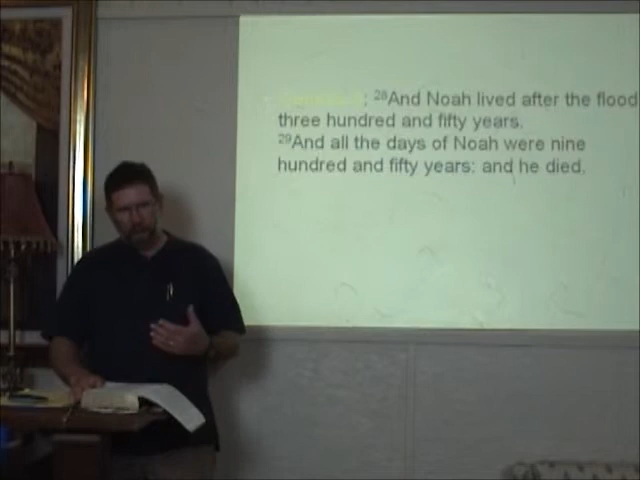 : ²⁸And Noah lived after the flood
three hundred and fifty years.
²⁹And all the days of Noah were nine
hundred and fifty years: and he died.